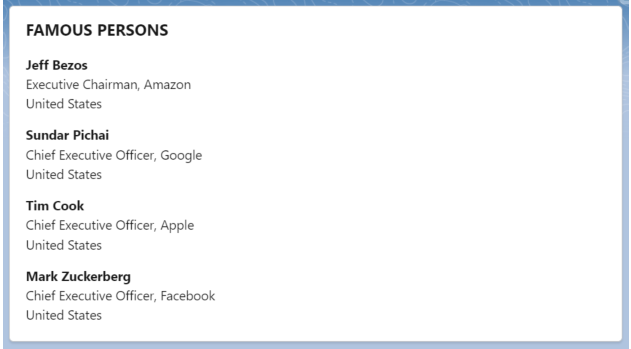 FAMOUS PERSONS
Jeff Bezos
Executive Chairman, Amazon
United States
Sundar Pichai
Chief Executive Officer, Google
United States
Tim Cook
Chief Executive Officer, Apple
United States
Mark Zuckerberg
Chief Executive Officer, Facebook
United States